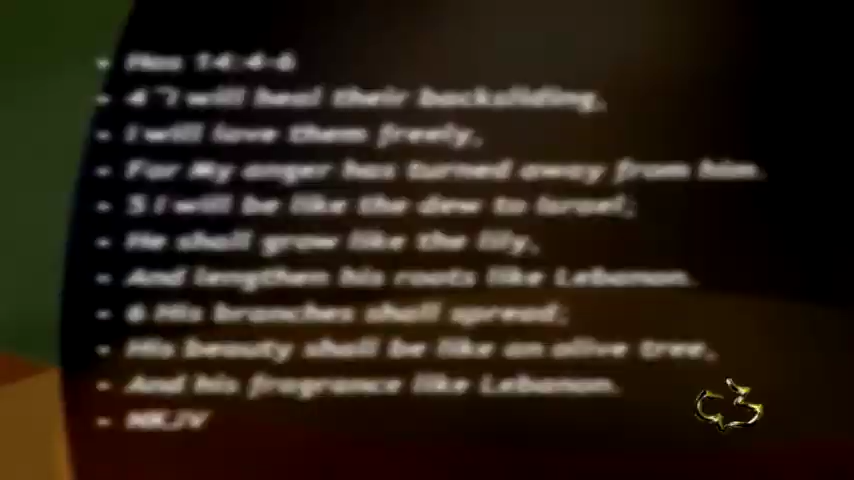 - Hos 14:4-6
- 4 "I will heal their backsliding,
- I will love them freely,
- For My anger has turned away from him.
- 5 I will be like the dew to Israel;
- He shall grow like the lily,
- And lengthen his roots like Lebanon.
- 6 His branches shall spread;
- His beauty shall be like an olive tree,
- And his fragrance like Lebanon.
- NKJV
C3